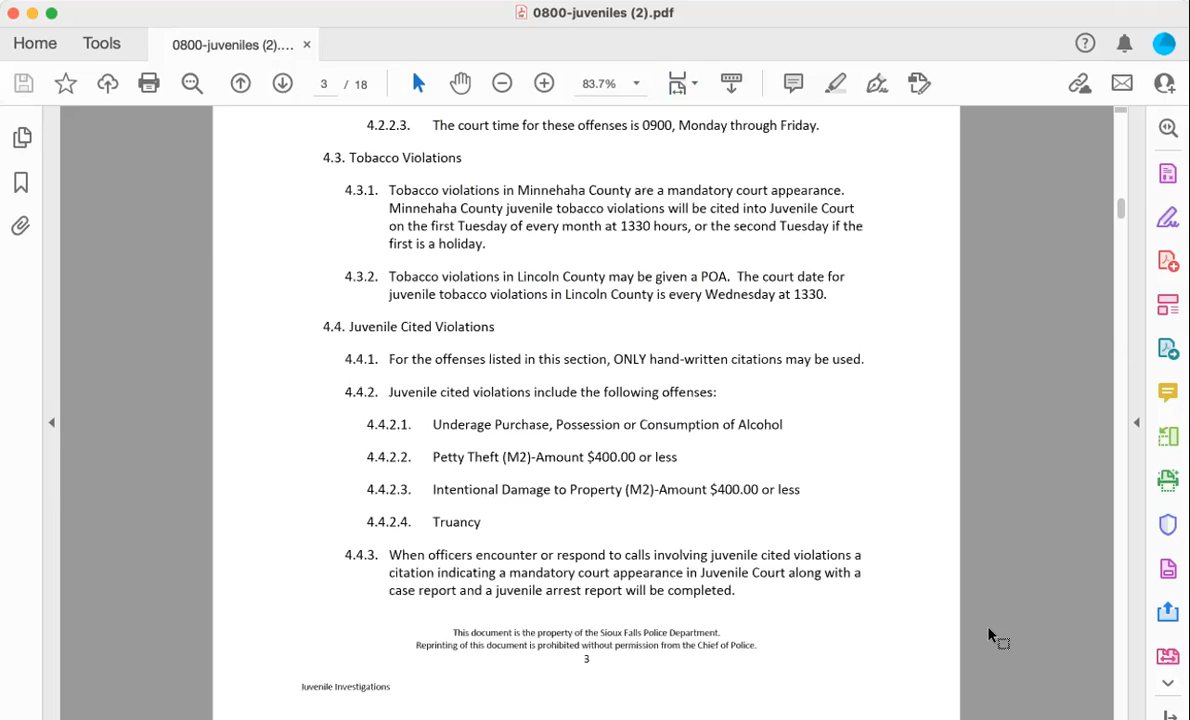 0800-juveniles (2).pdf
Home Tools 0800-juveniles (2).... ×
3 / 18 83.7%
4.2.2.3. The court time for these offenses is 0900, Monday through Friday.
4.3. Tobacco Violations
4.3.1. Tobacco violations in Minnehaha County are a mandatory court appearance.
Minnehaha County juvenile tobacco violations will be cited into Juvenile Court
on the first Tuesday of every month at 1330 hours, or the second Tuesday if the
first is a holiday.
4.3.2. Tobacco violations in Lincoln County may be given a POA. The court date for
juvenile tobacco violations in Lincoln County is every Wednesday at 1330.
4.4. Juvenile Cited Violations
4.4.1. For the offenses listed in this section, ONLY hand-written citations may be used.
4.4.2. Juvenile cited violations include the following offenses:
4.4.2.1. Underage Purchase, Possession or Consumption of Alcohol
4.4.2.2. Petty Theft (M2)-Amount $400.00 or less
4.4.2.3. Intentional Damage to Property (M2)-Amount $400.00 or less
4.4.2.4. Truancy
4.4.3. When officers encounter or respond to calls involving juvenile cited violations a
citation indicating a mandatory court appearance in Juvenile Court along with a
case report and a juvenile arrest report will be completed.
This document is the property of the Sioux Falls Police Department.
Reprinting of this document is prohibited without permission from the Chief of Police.
3
Juvenile Investigations